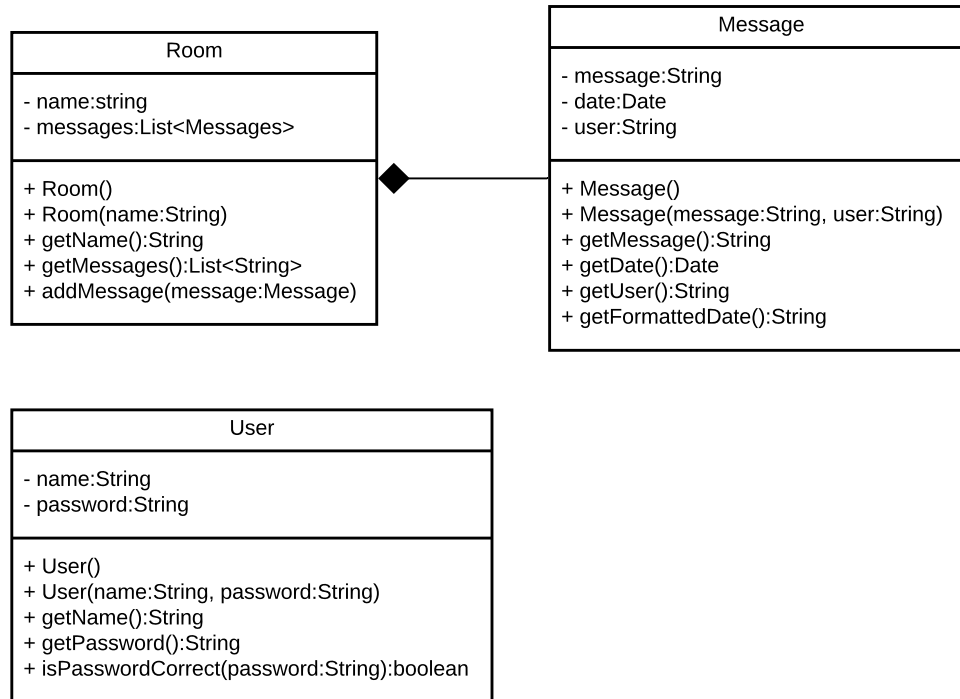 Room
- name:string
- messages:List<Messages>
+ Room()
+ Room(name:String)
+ getName():String
+ getMessages():List<String>
+ addMessage(message:Message)
Message
- message:String
- date:Date
- user:String
+ Message()
+ Message(message:String, user:String)
+ getMessage():String
+ getDate():Date
+ getUser():String
+ getFormattedDate():String
User
- name:String
- password:String
+ User()
+ User(name:String, password:String)
+ getName():String
+ getPassword():String
+ isPasswordCorrect(password:String):boolean